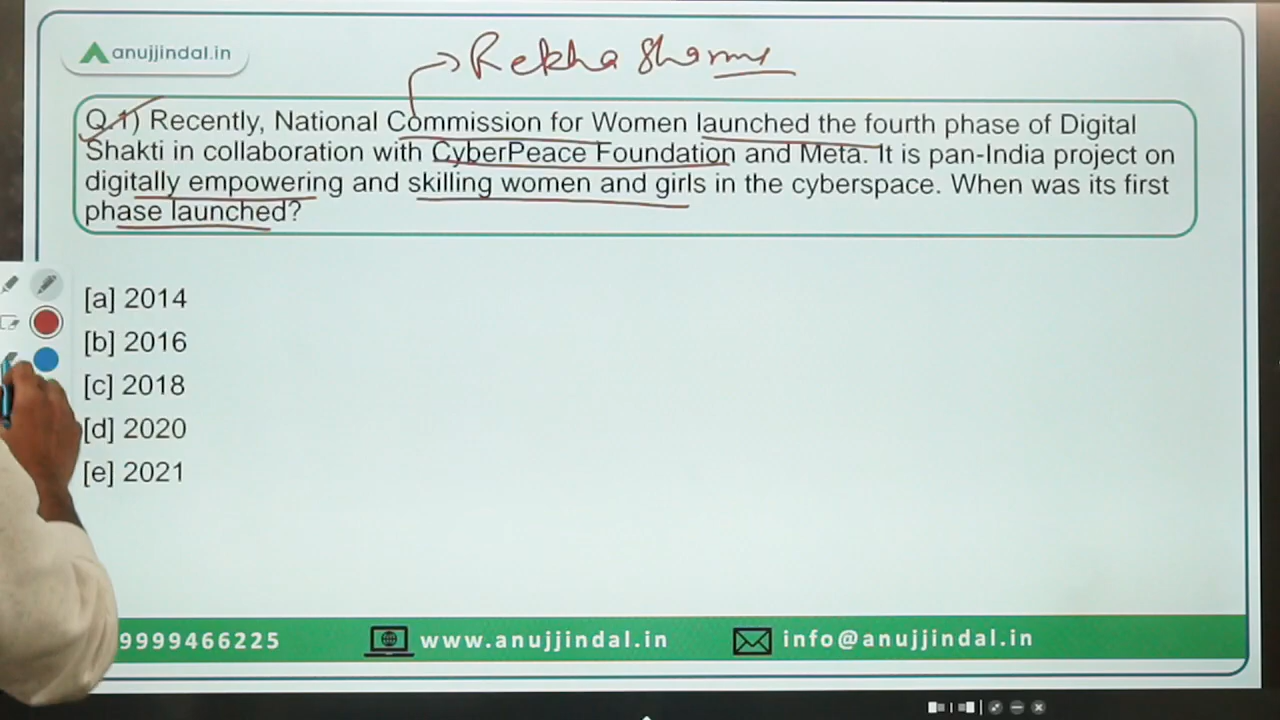 anujjindal.in
Rekha Sharma
Q.1) Recently, National Commission for Women launched the fourth phase of Digital
Shakti in collaboration with CyberPeace Foundation and Meta. It is pan-India project on
digitally empowering and skilling women and girls in the cyberspace. When was its first
phase launched?
[a] 2014
[b] 2016
[c] 2018
[d] 2020
[e] 2021
9999466225 www.anujjindal.in info@anujjindal.in